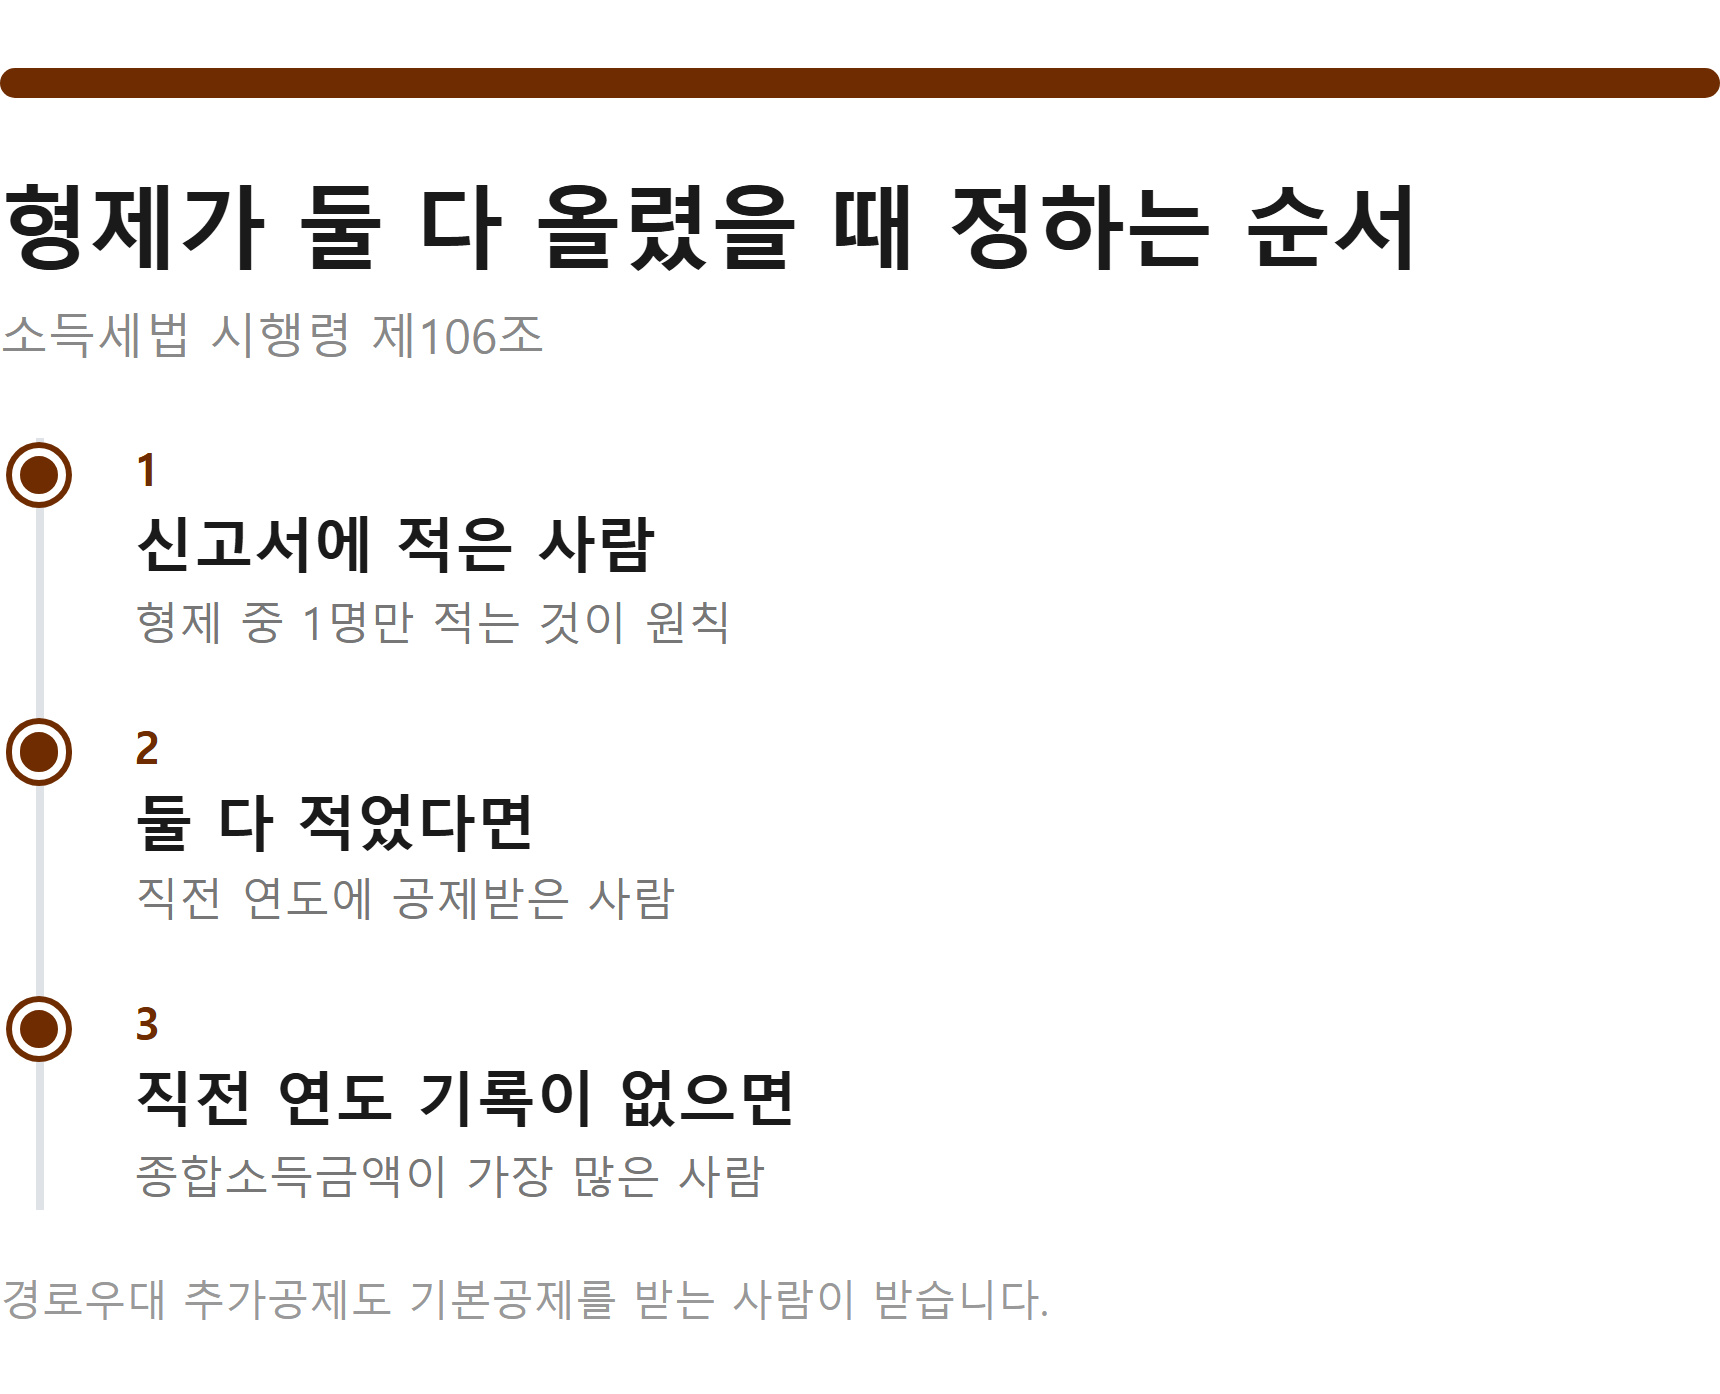 형제가 둘 다 올렸을 때 정하는 순서
소득세법 시행령 제106조
1
신고서에 적은 사람
형제 중 1명만 적는 것이 원칙
2
둘 다 적었다면
직전 연도에 공제받은 사람
3
직전 연도 기록이 없으면
종합소득금액이 가장 많은 사람
경로우대 추가공제도 기본공제를 받는 사람이 받습니다.